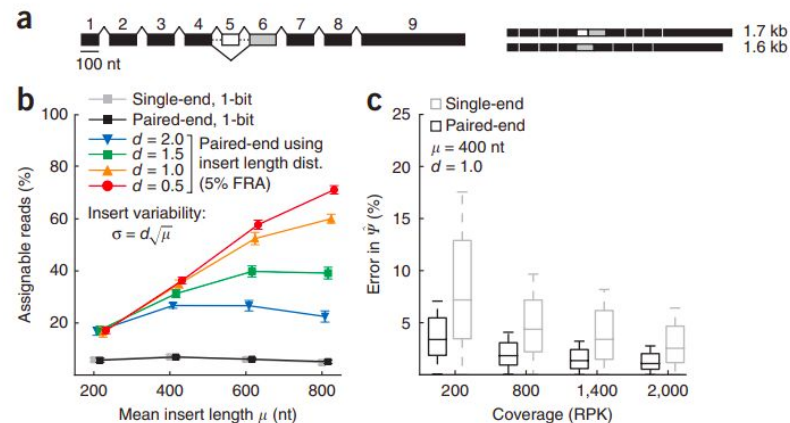 a
1 2 3 4 5 6 7 8 9
100 nt
1.7 kb
1.6 kb
b
Single-end, 1-bit
Paired-end, 1-bit
d = 2.0
d = 1.5
d = 1.0
d = 0.5
Paired-end using
insert length dist.
(5% FRA)
Insert variability:
σ = d√μ
Assignable reads (%)
100
80
60
40
20
200 400 600 800
Mean insert length μ (nt)
c
Single-end
Paired-end
μ = 400 nt
d = 1.0
Error in Ψ̂ (%)
25
20
15
10
5
200 800 1,400 2,000
Coverage (RPK)